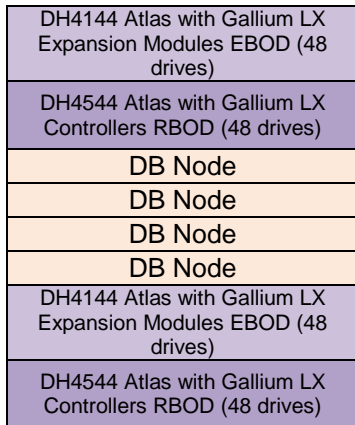 DH4144 Atlas with Gallium LX
Expansion Modules EBOD (48
drives)
DH4544 Atlas with Gallium LX
Controllers RBOD (48 drives)
DB Node
DB Node
DB Node
DB Node
DH4144 Atlas with Gallium LX
Expansion Modules EBOD (48
drives)
DH4544 Atlas with Gallium LX
Controllers RBOD (48 drives)